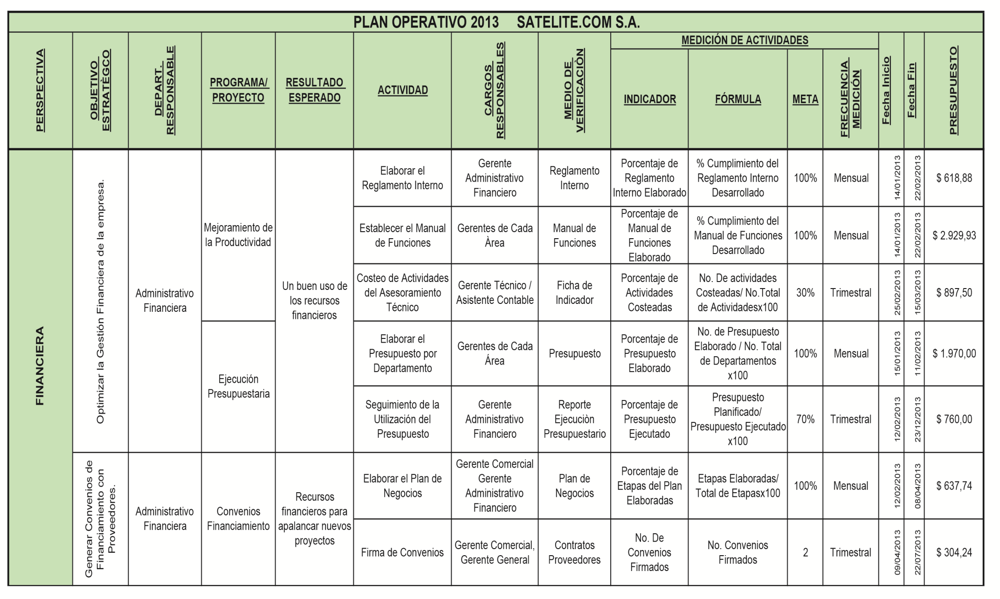 PLAN OPERATIVO 2013 SATELITE.COM S.A.
PERSPECTIVA
OBJETIVO
ESTRATÈGCO
DEPART.
RESPONSABLE
PROGRAMA/
PROYECTO
RESULTADO
ESPERADO
ACTIVIDAD
CARGOS
RESPONSABLES
MEDIO DE
VERIFICACIÒN
MEDICIÓN DE ACTIVIDADES
INDICADOR
FÓRMULA
META
FRECUENCIA
MEDICIÓN
Fecha Inicio
Fecha Fin
PRESUPUESTO
FINANCIERA
Optimizar la Gestión Financiera de la empresa.
Administrativo
Financiera
Mejoramiento de
la Productividad
Un buen uso de
los recursos
financieros
Elaborar el
Reglamento Interno
Gerente
Administrativo
Financiero
Reglamento
Interno
Porcentaje de
Reglamento
Interno Elaborado
% Cumplimiento del
Reglamento Interno
Desarrollado
100%
Mensual
14/01/2013
22/02/2013
$ 618,88
Establecer el Manual
de Funciones
Gerentes de Cada
Àrea
Manual de
Funciones
Porcentaje de
Manual de
Funciones
Elaborado
% Cumplimiento del
Manual de Funciones
Desarrollado
100%
Mensual
14/01/2013
22/02/2013
$ 2.929,93
Costeo de Actividades
del Asesoramiento
Técnico
Gerente Técnico /
Asistente Contable
Ficha de
Indicador
Porcentaje de
Actividades
Costeadas
No. De actividades
Costeadas/ No.Total
de Actividadesx100
30%
Trimestral
25/02/2013
15/03/2013
$ 897,50
Ejecución
Presupuestaria
Elaborar el
Presupuesto por
Departamento
Gerentes de Cada
Área
Presupuesto
Porcentaje de
Presupuesto
Elaborado
No. de Presupuesto
Elaborado / No. Total
de Departamentos
x100
100%
Mensual
15/01/2013
11/02/2013
$ 1.970,00
Seguimiento de la
Utilización del
Presupuesto
Gerente
Administrativo
Financiero
Reporte
Ejecuciòn
Presupuestario
Porcentaje de
Presupuesto
Ejecutado
Presupuesto
Planificado/
Presupuesto Ejecutado
x100
70%
Trimestral
12/02/2013
23/12/2013
$ 760,00
Generar Convenios de
Financiamiento con
Proveedores.
Administrativo
Financiera
Convenios
Financiamiento
Recursos
financieros para
apalancar nuevos
proyectos
Elaborar el Plan de
Negocios
Gerente Comercial
Gerente
Administrativo
Financiero
Plan de
Negocios
Porcentaje de
Etapas del Plan
Elaboradas
Etapas Elaboradas/
Total de Etapasx100
100%
Mensual
12/02/2013
08/04/2013
$ 637,74
Firma de Convenios
Gerente Comercial,
Gerente General
Contratos
Proveedores
No. De
Convenios
Firmados
No. Convenios
Firmados
2
Trimestral
09/04/2013
22/07/2013
$ 304,24